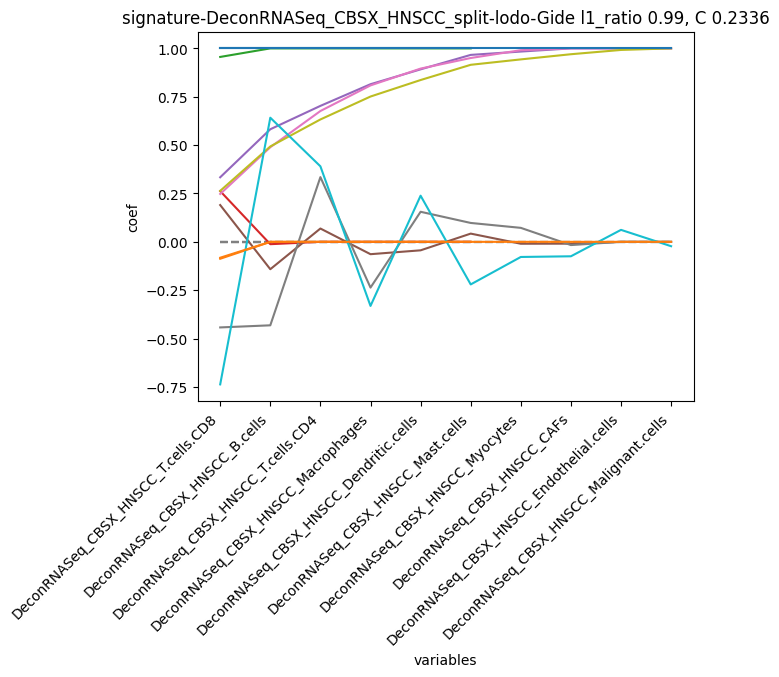 signature-DeconRNASeq_CBSX_HNSCC_split-lodo-Gide l1_ratio 0.99, C 0.2336
1.00
0.75
0.50
0.25
0.00
−0.25
−0.50
−0.75
coef
DeconRNASeq_CBSX_HNSCC_T.cells.CD8
DeconRNASeq_CBSX_HNSCC_B.cells
DeconRNASeq_CBSX_HNSCC_T.cells.CD4
DeconRNASeq_CBSX_HNSCC_Macrophages
DeconRNASeq_CBSX_HNSCC_Dendritic.cells
DeconRNASeq_CBSX_HNSCC_Mast.cells
DeconRNASeq_CBSX_HNSCC_Myocytes
DeconRNASeq_CBSX_HNSCC_CAFs
DeconRNASeq_CBSX_HNSCC_Endothelial.cells
DeconRNASeq_CBSX_HNSCC_Malignant.cells
variables